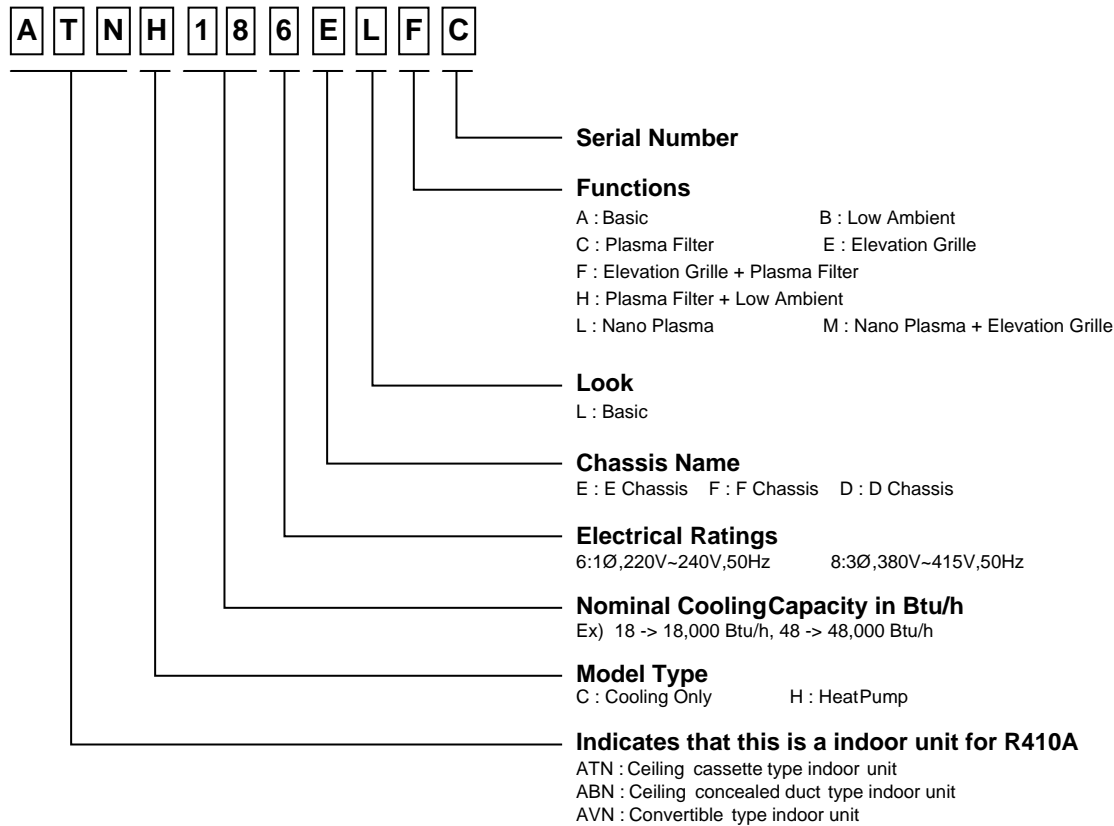 ATNH186ELFC
Serial Number
Functions
A : Basic B : Low Ambient
C : Plasma Filter E : Elevation Grille
F : Elevation Grille + Plasma Filter
H : Plasma Filter + Low Ambient
L : Nano Plasma M : Nano Plasma + Elevation Grille
Look
L : Basic
Chassis Name
E : E Chassis F : F Chassis D : D Chassis
Electrical Ratings
6:1Ø,220V~240V,50Hz 8:3Ø,380V~415V,50Hz
Nominal CoolingCapacity in Btu/h
Ex) 18 -> 18,000 Btu/h, 48 -> 48,000 Btu/h
Model Type
C : Cooling Only H : HeatPump
Indicates that this is a indoor unit for R410A
ATN : Ceiling cassette type indoor unit
ABN : Ceiling concealed duct type indoor unit
AVN : Convertible type indoor unit